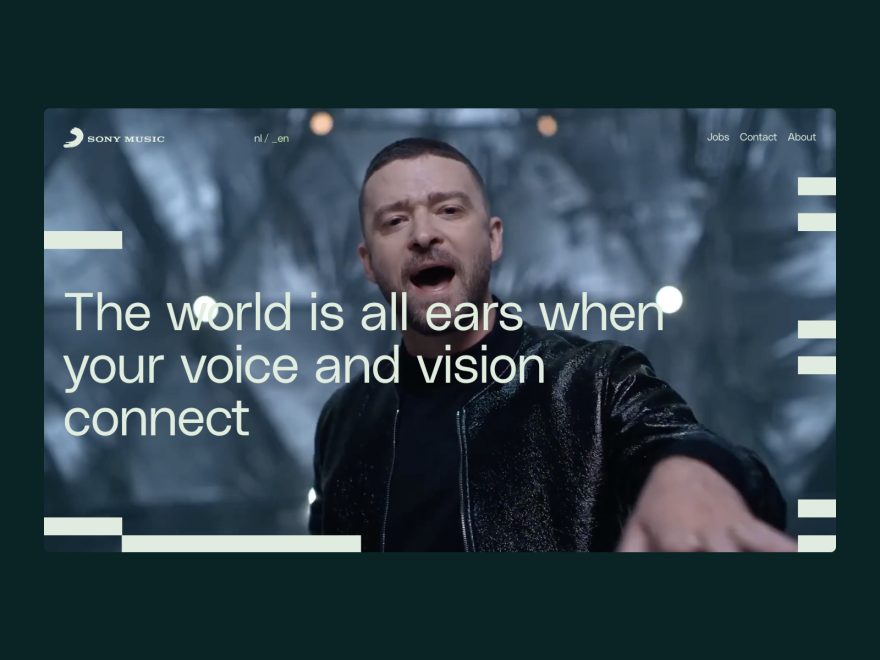 SONY MUSIC
nl / _en
Jobs Contact About
The world is all ears when
your voice and vision
connect